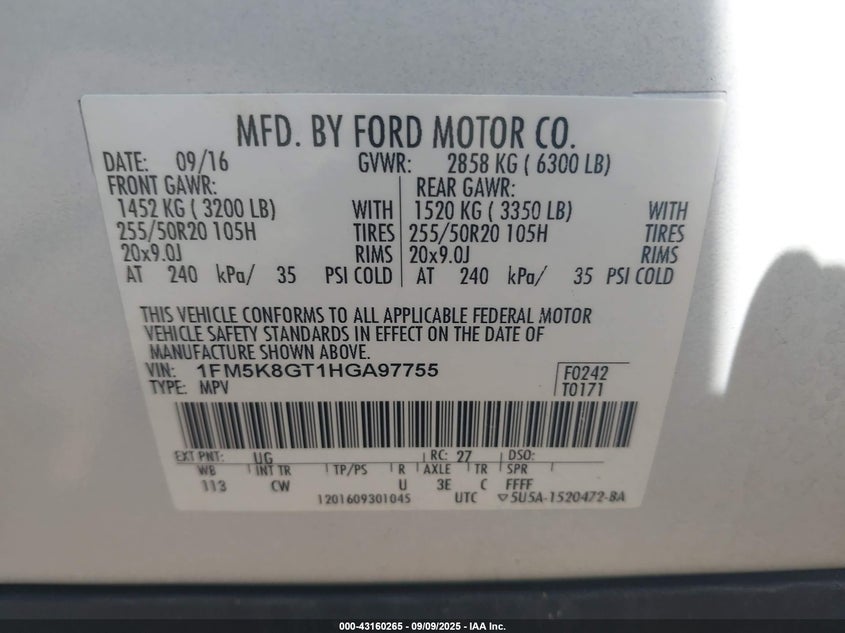 MFD. BY FORD MOTOR CO.
DATE: 09/16 GVWR: 2858 KG ( 6300 LB)
FRONT GAWR: REAR GAWR:
1452 KG ( 3200 LB) WITH 1520 KG ( 3350 LB) WITH
255/50R20 105H TIRES 255/50R20 105H TIRES
20x9.0J RIMS 20x9.0J RIMS
AT 240 kPa/ 35 PSI COLD AT 240 kPa/ 35 PSI COLD
THIS VEHICLE CONFORMS TO ALL APPLICABLE FEDERAL MOTOR
VEHICLE SAFETY STANDARDS IN EFFECT ON THE DATE OF
MANUFACTURE SHOWN ABOVE.
VIN: 1FM5K8GT1HGA97755 F0242
TYPE: MPV T0171
EXT PNT: UG RC: 27 DSO:
WB INT TR TP/PS R AXLE TR SPR
113 CW U 3E C FFFF
1201609301045 UTC ▽5U5A-1520472-BA
000-43160265 - 09/09/2025 - IAA Inc.